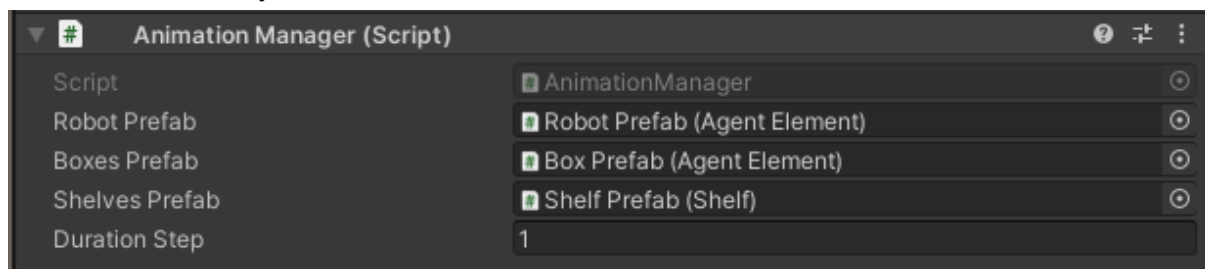 # Animation Manager (Script)
Script # AnimationManager
Robot Prefab # Robot Prefab (Agent Element)
Boxes Prefab # Box Prefab (Agent Element)
Shelves Prefab # Shelf Prefab (Shelf)
Duration Step 1